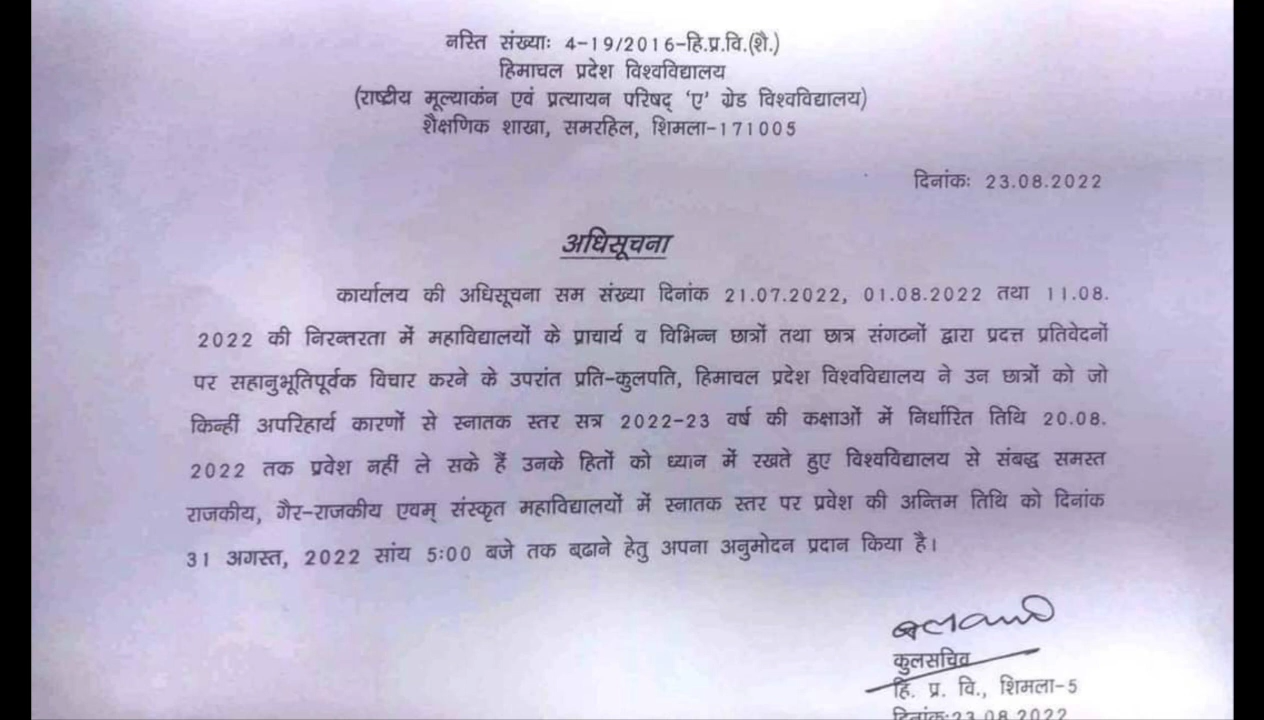 नस्ति संख्याः 4-19/2016-हि.प्र.वि.(शै.)
हिमाचल प्रदेश विश्वविद्यालय
(राष्ट्रीय मूल्याकंन एवं प्रत्यायन परिषद् ‘ए’ ग्रेड विश्वविद्यालय)
शैक्षणिक शाखा, समरहिल, शिमला-171005
दिनांकः 23.08.2022
अधिसूचना
कार्यालय की अधिसूचना सम संख्या दिनांक 21.07.2022, 01.08.2022 तथा 11.08.
2022 की निरन्तरता में महाविद्यालयों के प्राचार्य व विभिन्न छात्रों तथा छात्र संगठनों द्वारा प्रदत्त प्रतिवेदनों
पर सहानुभूतिपूर्वक विचार करने के उपरांत प्रति-कुलपति, हिमाचल प्रदेश विश्वविद्यालय ने उन छात्रों को जो
किन्हीं अपरिहार्य कारणों से स्नातक स्तर सत्र 2022-23 वर्ष की कक्षाओं में निर्धारित तिथि 20.08.
2022 तक प्रवेश नहीं ले सके हैं उनके हितों को ध्यान में रखते हुए विश्वविद्यालय से संबद्ध समस्त
राजकीय, गैर-राजकीय एवम् संस्कृत महाविद्यालयों में स्नातक स्तर पर प्रवेश की अन्तिम तिथि को दिनांक
31 अगस्त, 2022 सांय 5:00 बजे तक बढाने हेतु अपना अनुमोदन प्रदान किया है।
कुलसचिव
हि. प्र. वि., शिमला-5
दिनांक:23.08.2022